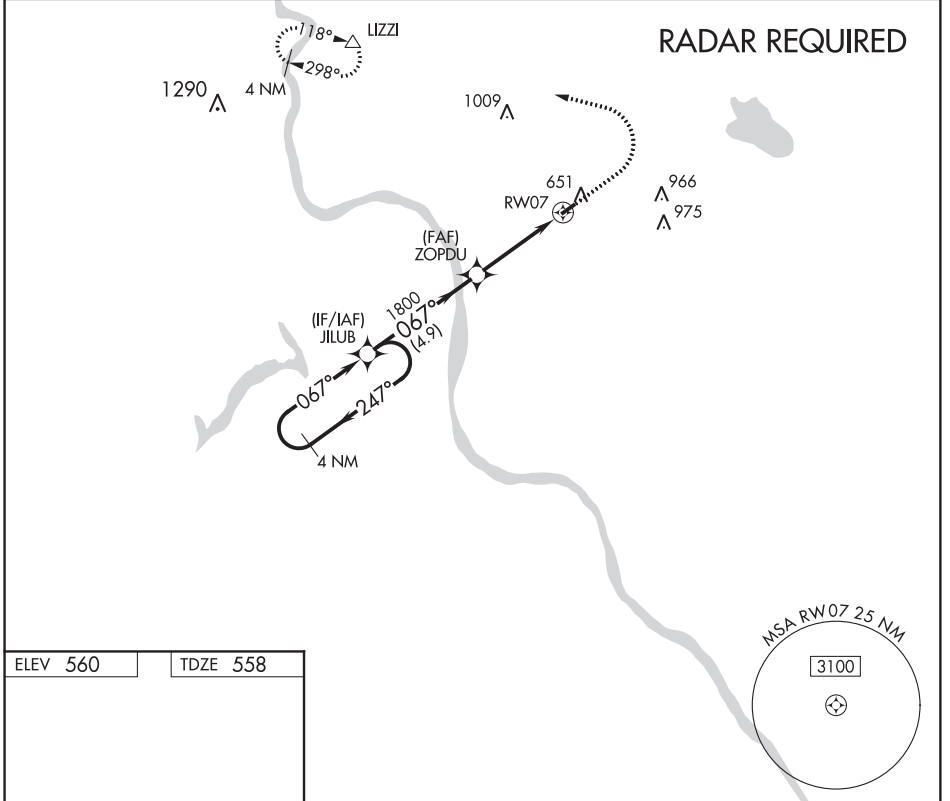 118°
LIZZI
RADAR REQUIRED
298°
4 NM
1290
1009
651
966
RW07
975
(FAF)
ZOPDU
1800
067°
(4.9)
(IF/IAF)
JILUB
067°
247°
4 NM
MSA RW07 25 NM
3100
ELEV 560
TDZE 558